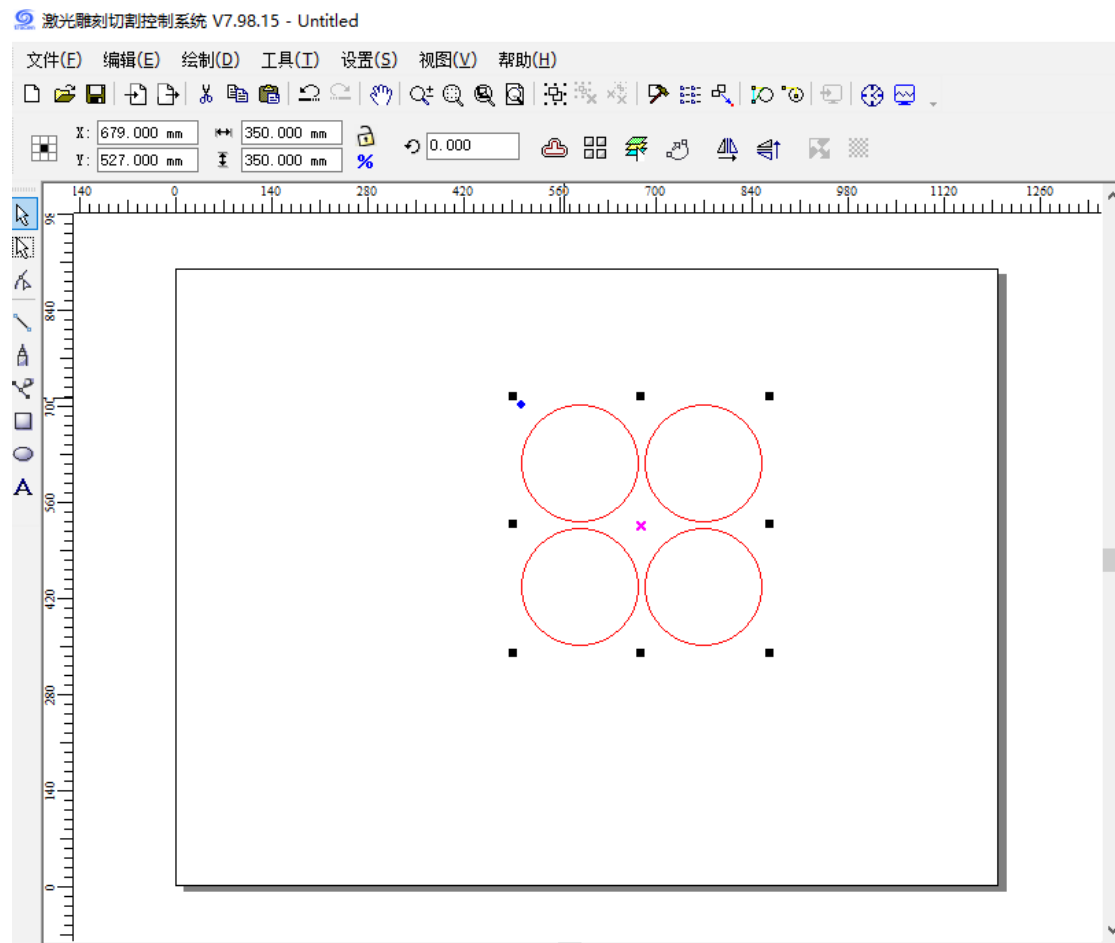 激光雕刻切割控制系统 V7.98.15 - Untitled
文件(F) 编辑(E) 绘制(D) 工具(T) 设置(S) 视图(V) 帮助(H)
X: 679.000 mm 350.000 mm
Y: 527.000 mm 350.000 mm % 0.000
140 0 140 280 420 560 700 840 980 1120 1260
98
840
700
560
420
280
140
0
A